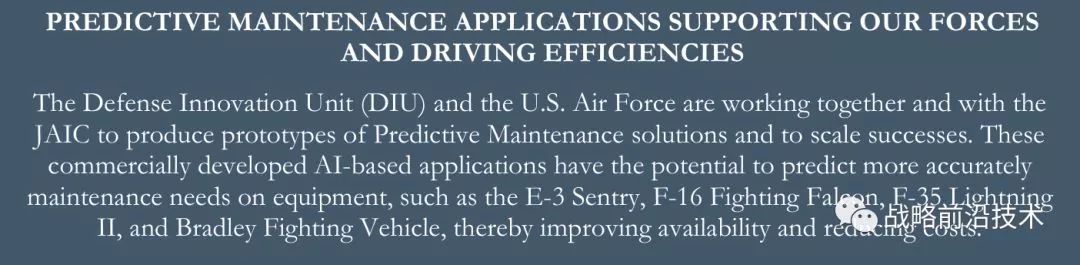 PREDICTIVE MAINTENANCE APPLICATIONS SUPPORTING OUR FORCES
AND DRIVING EFFICIENCIES
The Defense Innovation Unit (DIU) and the U.S. Air Force are working together and with the
JAIC to produce prototypes of Predictive Maintenance solutions and to scale successes. These
commercially developed AI-based applications have the potential to predict more accurately
maintenance needs on equipment, such as the E-3 Sentry, F-16 Fighting Falcon, F-35 Lightning
II, and Bradley Fighting Vehicle, thereby improving availability and reducing costs.
战略前沿技术